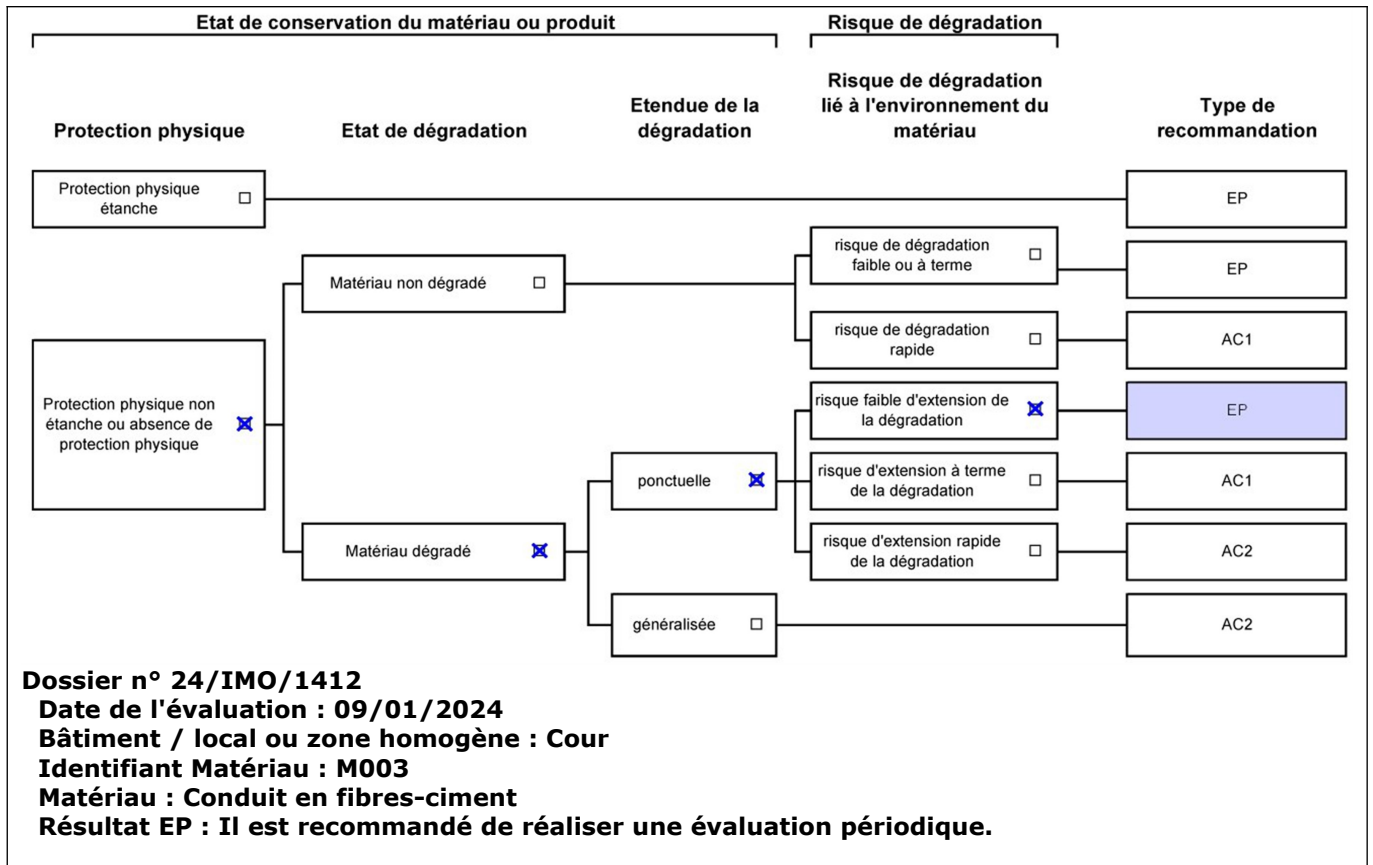 Etat de conservation du matériau ou produit
Risque de dégradation
Protection physique
Etat de dégradation
Etendue de la
dégradation
Risque de dégradation
lié à l'environnement du
matériau
Type de
recommandation
Protection physique
étanche
EP
risque de dégradation
faible ou à terme
EP
Matériau non dégradé
risque de dégradation
rapide
AC1
Protection physique non
étanche ou absence de
protection physique
risque faible d'extension de
la dégradation
EP
ponctuelle
risque d'extension à terme
de la dégradation
AC1
Matériau dégradé
risque d'extension rapide
de la dégradation
AC2
généralisée
AC2
Dossier n° 24/IMO/1412
Date de l'évaluation : 09/01/2024
Bâtiment / local ou zone homogène : Cour
Identifiant Matériau : M003
Matériau : Conduit en fibres-ciment
Résultat EP : Il est recommandé de réaliser une évaluation périodique.